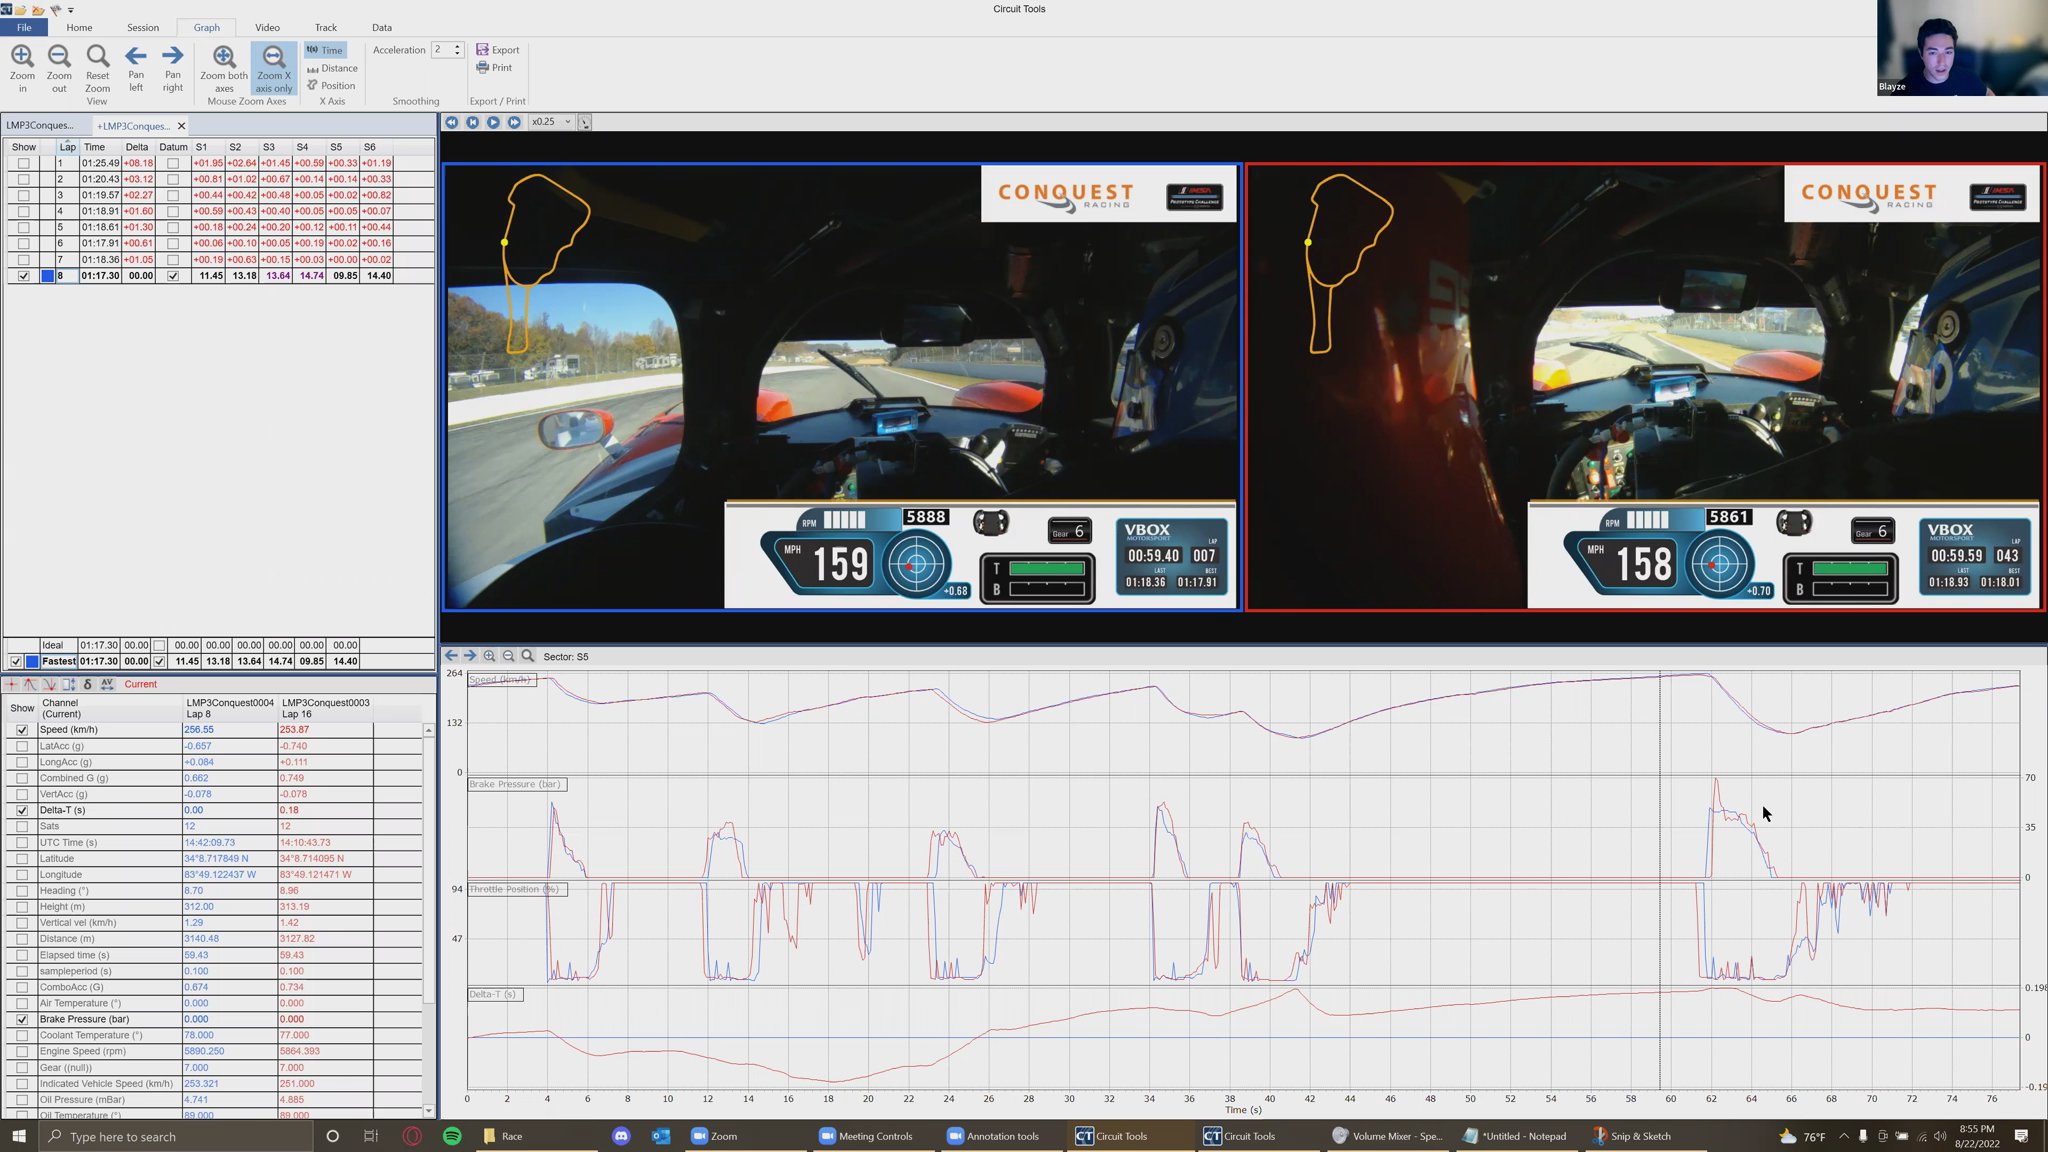 Circuit Tools
File Home Session Graph Video Track Data
Zoom in
Zoom out
Reset Zoom
Pan left
Pan right
View
Zoom both axes
Zoom X axis only
Mouse Zoom Axes
t(s) Time
Distance
Position
X Axis
Acceleration 2
Smoothing
Export
Print
Export / Print
Blayze
LMP3Conques... +LMP3Conques...
Show Lap Time Delta Datum S1 S2 S3 S4 S5 S6
1 01:25.49 +08.18 +01.95 +02.64 +01.45 +00.59 +00.33 +01.19
2 01:20.43 +03.12 +00.81 +01.02 +00.67 +00.14 +00.14 +00.33
3 01:19.57 +02.27 +00.44 +00.42 +00.48 +00.05 +00.02 +00.82
4 01:18.91 +01.60 +00.59 +00.43 +00.40 +00.05 +00.05 +00.07
5 01:18.61 +01.30 +00.18 +00.24 +00.20 +00.12 +00.11 +00.44
6 01:17.91 +00.61 +00.06 +00.10 +00.05 +00.19 +00.02 +00.16
7 01:18.36 +01.05 +00.19 +00.63 +00.15 +00.03 +00.00 +00.02
8 01:17.30 00.00 11.45 13.18 13.64 14.74 09.85 14.40
Ideal 01:17.30 00.00 00.00 00.00 00.00 00.00 00.00 00.00
Fastest 01:17.30 00.00 11.45 13.18 13.64 14.74 09.85 14.40
x0.25
CONQUEST
RACING
IMSA
PROTOTYPE CHALLENGE
RPM 5888
MPH 159
+0.68
Gear 6
T
B
VBOX
MOTORSPORT
LAP
00:59.40 007
LAST BEST
01:18.36 01:17.91
CONQUEST
RACING
IMSA
PROTOTYPE CHALLENGE
RPM 5861
MPH 158
+0.70
Gear 6
T
B
VBOX
MOTORSPORT
LAP
00:59.59 043
LAST BEST
01:18.93 01:18.01
δ AV Current
Show Channel (Current) LMP3Conquest0004 Lap 8 LMP3Conquest0003 Lap 16
Speed (km/h) 256.55 253.87
LatAcc (g) -0.657 -0.740
LongAcc (g) +0.084 +0.111
Combined G (g) 0.662 0.749
VertAcc (g) -0.078 -0.078
Delta-T (s) 0.00 0.18
Sats 12 12
UTC Time (s) 14:42:09.73 14:10:43.73
Latitude 34°8.717849 N 34°8.714095 N
Longitude 83°49.122437 W 83°49.121471 W
Heading (°) 8.70 8.96
Height (m) 312.00 313.19
Vertical vel (km/h) 1.29 1.42
Distance (m) 3140.48 3127.82
Elapsed time (s) 59.43 59.43
sampleperiod (s) 0.100 0.100
ComboAcc (G) 0.674 0.734
Air Temperature (°) 0.000 0.000
Brake Pressure (bar) 0.000 0.000
Coolant Temperature (°) 78.000 77.000
Engine Speed (rpm) 5890.250 5864.393
Gear ((null)) 7.000 7.000
Indicated Vehicle Speed (km/h) 253.321 251.000
Oil Pressure (mBar) 4.741 4.885
Oil Temperature (°) 89.000 89.000
Sector: S5
264
Speed (km/h)
132
0
Brake Pressure (bar)
70
35
0
94
Throttle Position (%)
47
Delta-T (s)
0.198
0
-0.19
0 2 4 6 8 10 12 14 16 18 20 22 24 26 28 30 32 34 36 38 40 42 44 46 48 50 52 54 56 58 60 62 64 66 68 70 72 74 76
Time (s)
Type here to search
Race
Zoom
Meeting Controls
Annotation tools
CT Circuit Tools
CT Circuit Tools
Volume Mixer - Spe...
*Untitled - Notepad
Snip & Sketch
76°F
8:55 PM
8/22/2022